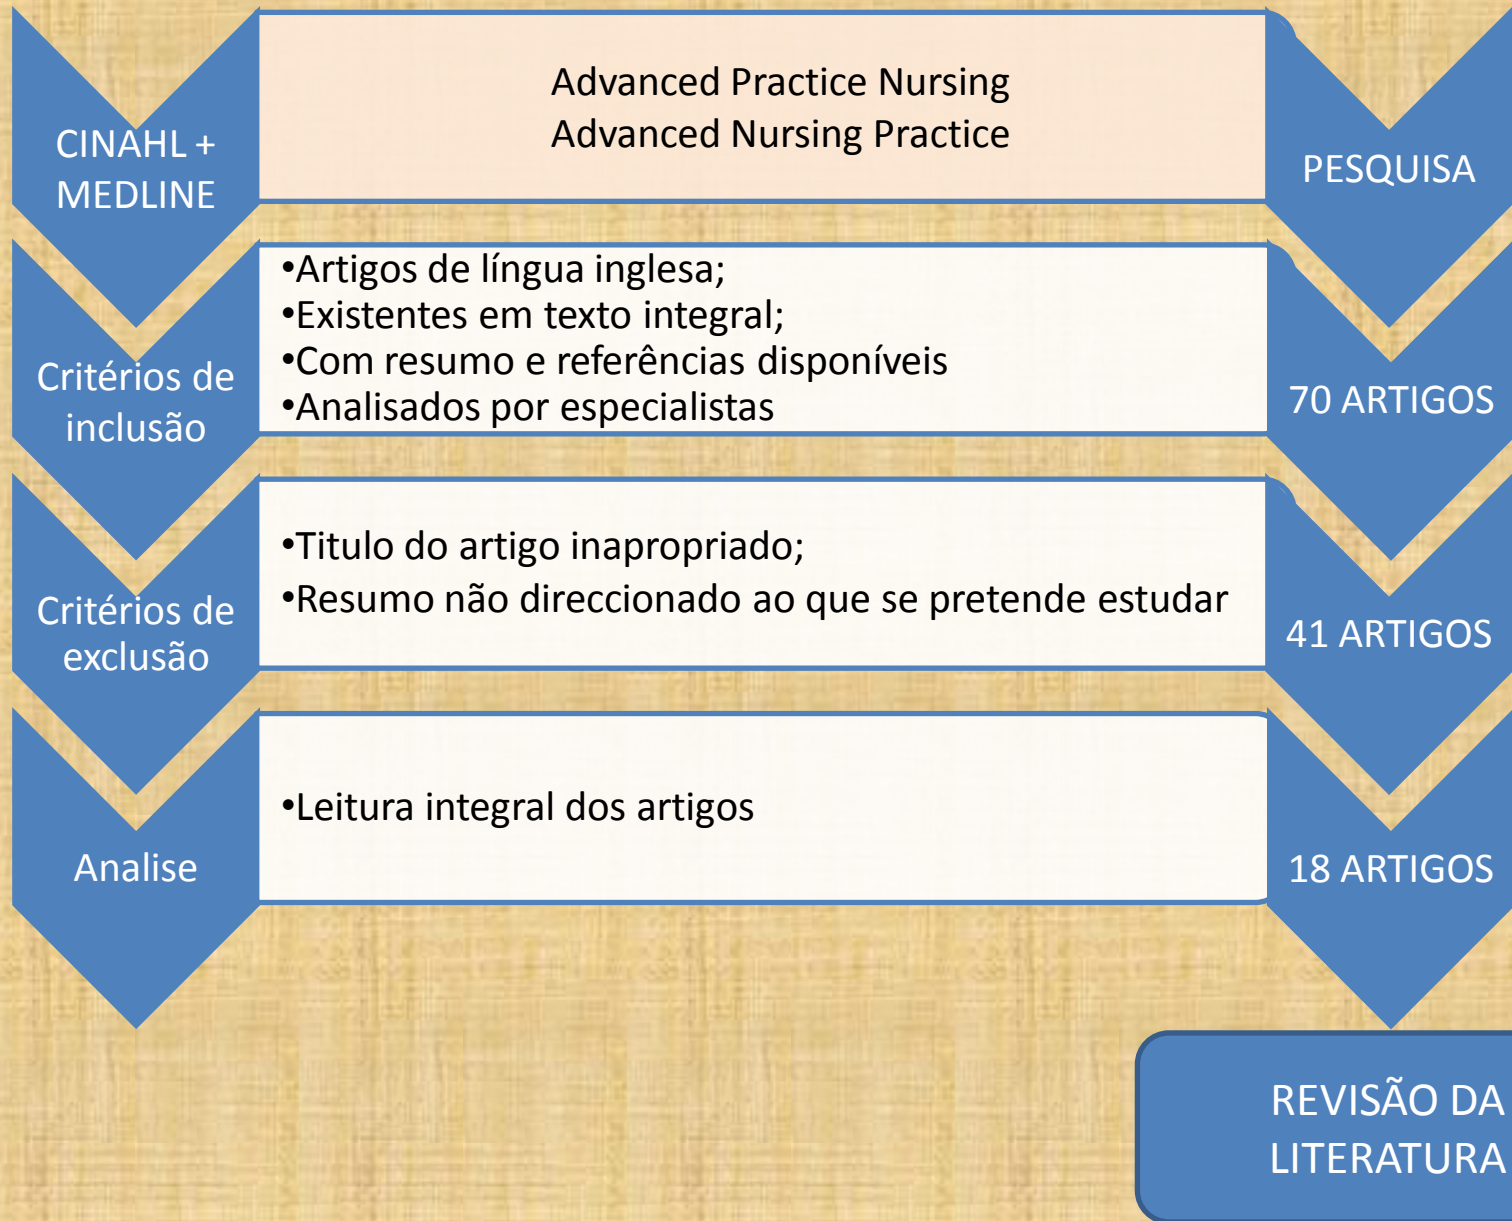 CINAHL +
MEDLINE
Advanced Practice Nursing
Advanced Nursing Practice
PESQUISA
Critérios de
inclusão
•Artigos de língua inglesa;
•Existentes em texto integral;
•Com resumo e referências disponíveis
•Analisados por especialistas
70 ARTIGOS
Critérios de
exclusão
•Titulo do artigo inapropriado;
•Resumo não direccionado ao que se pretende estudar
41 ARTIGOS
Analise
•Leitura integral dos artigos
18 ARTIGOS
REVISÃO DA
LITERATURA